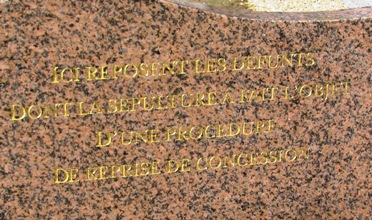 ICI REPOSENT LES DEFUNTS
DONT LA SEPULTURE A FAIT L'OBJET
D'UNE PROCEDURE
DE REPRISE DE CONCESSION